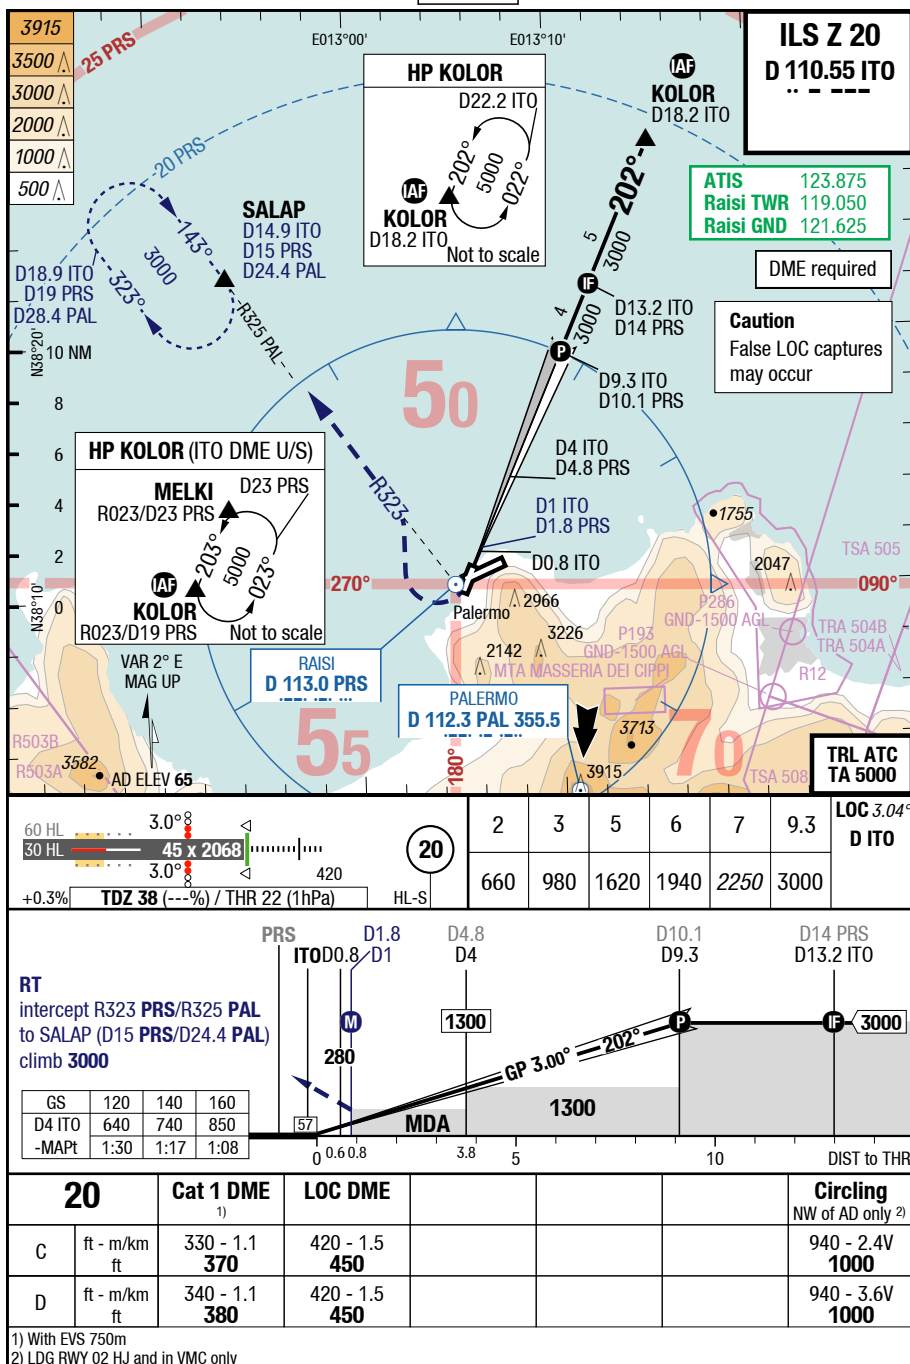 3915
3500
3000
2000
1000
500
25 PRS
E013°00'
E013°10'
ILS Z 20
D 110.55 ITO
HP KOLOR
D22.2 ITO
202°
5000
022°
IAF
KOLOR
D18.2 ITO
Not to scale
IAF
KOLOR
D18.2 ITO
202°
5
3000
ATIS 123.875
Raisi TWR 119.050
Raisi GND 121.625
DME required
Caution
False LOC captures
may occur
20 PRS
SALAP
D14.9 ITO
D15 PRS
D24.4 PAL
143°
3000
323°
D18.9 ITO
D19 PRS
D28.4 PAL
R325 PAL
IF
D13.2 ITO
D14 PRS
4
3000
P
D9.3 ITO
D10.1 PRS
N38°20'
10 NM
8
6
4
2
0
N38°10'
50
HP KOLOR (ITO DME U/S)
MELKI
R023/D23 PRS
D23 PRS
203°
5000
023°
IAF
KOLOR
R023/D19 PRS
Not to scale
R323
D4 ITO
D4.8 PRS
D1 ITO
D1.8 PRS
D0.8 ITO
1755
TSA 505
2047
270°
090°
Palermo
2966
3226
2142
P286
GND-1500 AGL
P193
GND-1500 AGL
MTA MASSERIA DEI CIPPI
TRA 504B
TRA 504A
R12
VAR 2° E
MAG UP
RAISI
D 113.0 PRS
PALERMO
D 112.3 PAL 355.5
R503B
R503A
3582
AD ELEV 65
55
180°
3713
3915
70
TSA 508
TRL ATC
TA 5000
60 HL
30 HL
3.0°
45 x 2068
3.0°
420
+0.3%
TDZ 38 (---%) / THR 22 (1hPa)
20
HL-S
2 3 5 6 7 9.3 LOC 3.04°
D ITO
660 980 1620 1940 2250 3000
PRS D1.8 D4.8 D10.1 D14 PRS
ITO D0.8 D1 D4 D9.3 D13.2 ITO
RT
intercept R323 PRS/R325 PAL
to SALAP (D15 PRS/D24.4 PAL)
climb 3000
M
1300
P
IF
3000
280
GP 3.00°
202°
1300
MDA
57
GS 120 140 160
D4 ITO 640 740 850
-MAPt 1:30 1:17 1:08
0 0.6 0.8 3.8 5 10 DIST to THR
20 Cat 1 DME 1) LOC DME Circling
NW of AD only 2)
C ft - m/km 330 - 1.1 420 - 1.5 940 - 2.4V
ft 370 450 1000
D ft - m/km 340 - 1.1 420 - 1.5 940 - 3.6V
ft 380 450 1000
1) With EVS 750m
2) LDG RWY 02 HJ and in VMC only